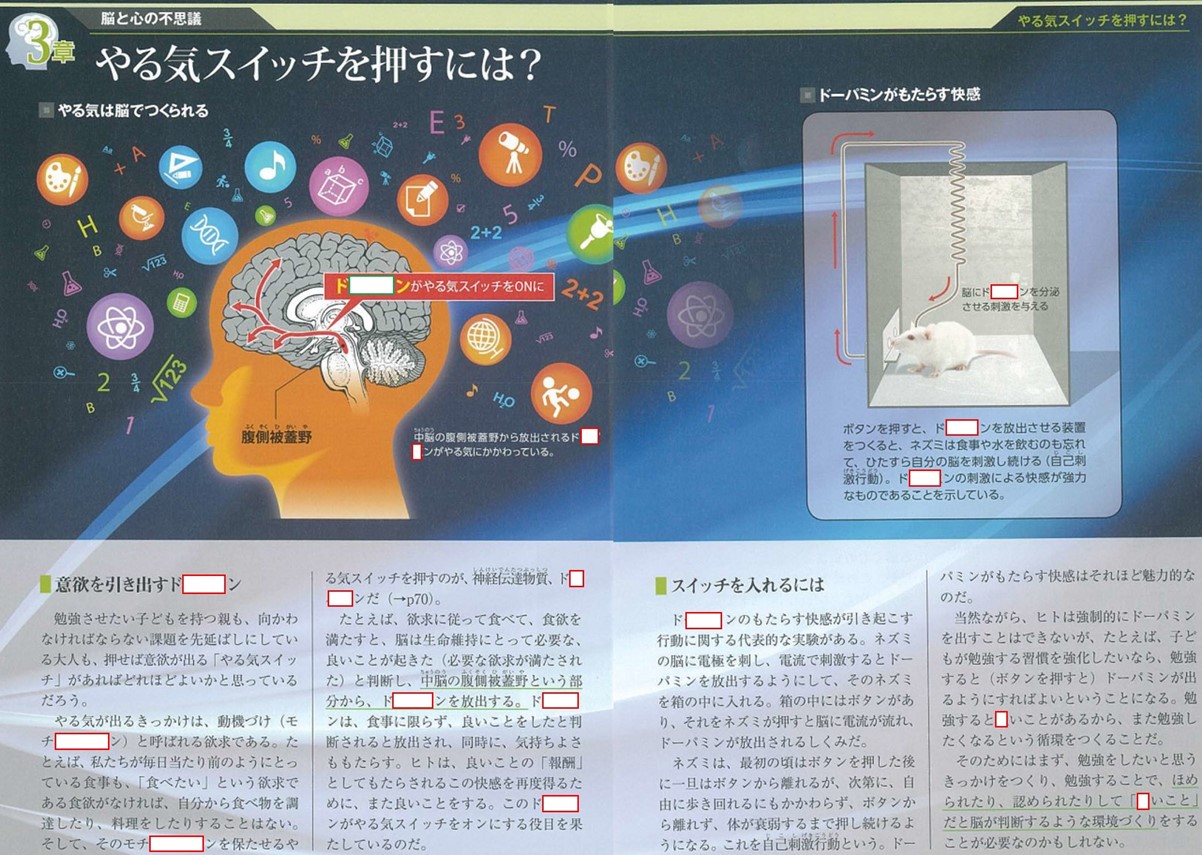 脳と心の不思議
3章
やる気スイッチを押すには？
やる気スイッチを押すには？
やる気は脳でつくられる
ド ンがやる気スイッチをONに
ふくそくひがいや
腹側被蓋野
ちゅうのう
中脳の腹側被蓋野から放出されるド
ンがやる気にかかわっている。
E
3
T
%
P
A
H
B
5
2+2
2+2
√123
H₂O
2
3/4
√123
B
1
H₂O
ドーパミンがもたらす快感
脳にド ンを分泌
させる刺激を与える
ボタンを押すと、ド ンを放出させる装置
をつくると、ネズミは食事や水を飲むのも忘れ
て、ひたすら自分の脳を刺激し続ける（自己刺
激行動）。ド ンの刺激による快感が強力
なものであることを示している。
意欲を引き出すド ン
勉強させたい子どもを持つ親も、向かわ
なければならない課題を先延ばしにしてい
る大人も、押せば意欲が出る「やる気スイッ
チ」があればどれほどよいかと思っている
だろう。
やる気が出るきっかけは、動機づけ（モ
チ ン）と呼ばれる欲求である。た
とえば、私たちが毎日当たり前のようにとっ
ている食事も、「食べたい」という欲求で
ある食欲がなければ、自分から食べ物を調
達したり、料理をしたりすることはない。
そして、そのモチ ンを保たせるや
る気スイッチを押すのが、神経伝達物質、ド
ンだ（→p70）。
たとえば、欲求に従って食べて、食欲を
満たすと、脳は生命維持にとって必要な、
良いことが起きた（必要な欲求が満たされ
た）と判断し、中脳の腹側被蓋野という部
分から、ド ンを放出する。ド
ンは、食事に限らず、良いことをしたと判
断されると放出され、同時に、気持ちよさ
ももたらす。ヒトは、良いことの「報酬」
としてもたらされるこの快感を再度得るた
めに、また良いことをする。このド
ンがやる気スイッチをオンにする役目を果
たしているのだ。
スイッチを入れるには
ド ンのもたらす快感が引き起こす
行動に関する代表的な実験がある。ネズミ
の脳に電極を刺し、電流で刺激するとドー
パミンを放出するようにして、そのネズミ
を箱の中に入れる。箱の中にはボタンがあ
り、それをネズミが押すと脳に電流が流れ、
ドーパミンが放出されるしくみだ。
ネズミは、最初の頃はボタンを押した後
に一旦はボタンから離れるが、次第に、自
由に歩き回れるにもかかわらず、ボタンか
ら離れず、体が衰弱するまで押し続けるよ
うになる。これを自己刺激行動という。ドー
パミンがもたらす快感はそれほど魅力的な
のだ。
当然ながら、ヒトは強制的にドーパミン
を出すことはできないが、たとえば、子ど
もが勉強する習慣を強化したいなら、勉強
すると（ボタンを押すと）ドーパミンが出
るようにすればよいということになる。勉
強すると いことがあるから、また勉強し
たくなるという循環をつくることだ。
そのためにはまず、勉強をしたいと思う
きっかけをつくり、勉強することで、ほめ
られたり、認められたりして「 いこと」
だと脳が判断するような環境づくりをする
ことが必要なのかもしれない。